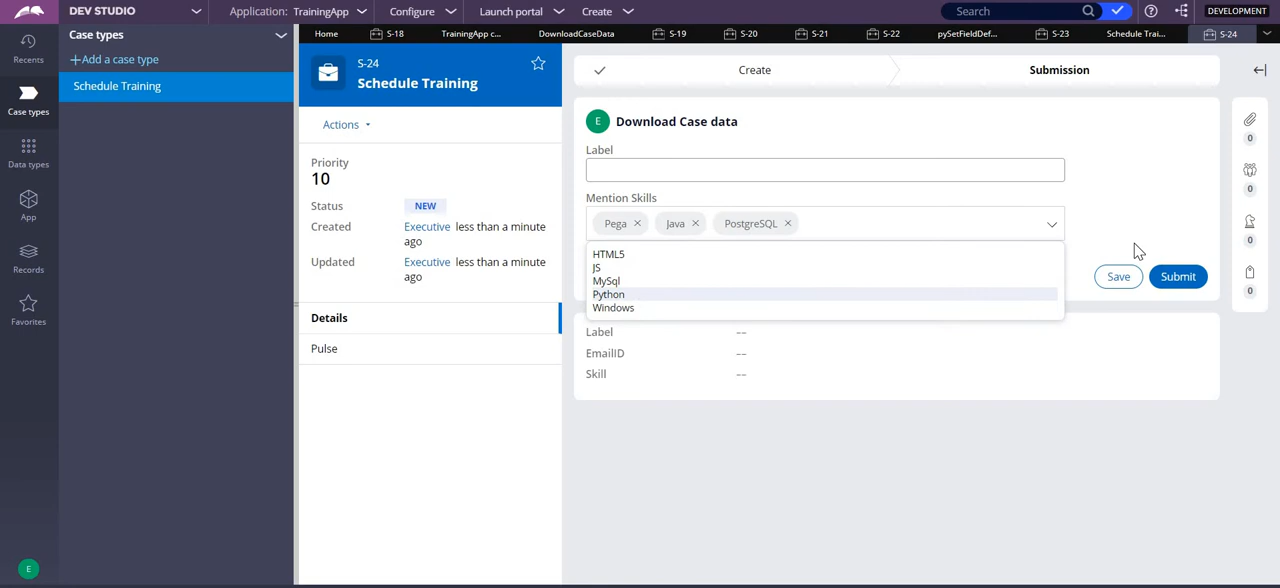 DEV STUDIO
Application: TrainingApp
Configure
Launch portal
Create
Search
DEVELOPMENT
Recents
Case types
Data types
App
Records
Favorites
E
Case types
Add a case type
Schedule Training
Home
S-18
TrainingApp c...
DownloadCaseData
S-19
S-20
S-21
S-22
pySetFieldDef...
S-23
Schedule Trai...
S-24
S-24
Schedule Training
Actions
Priority
10
Status NEW
Created Executive less than a minute
ago
Updated Executive less than a minute
ago
Details
Pulse
Create
Submission
E Download Case data
Label
Mention Skills
Pega
Java
PostgreSQL
HTML5
JS
MySql
Python
Windows
Save
Submit
Label --
EmailID --
Skill --
0
0
0
0